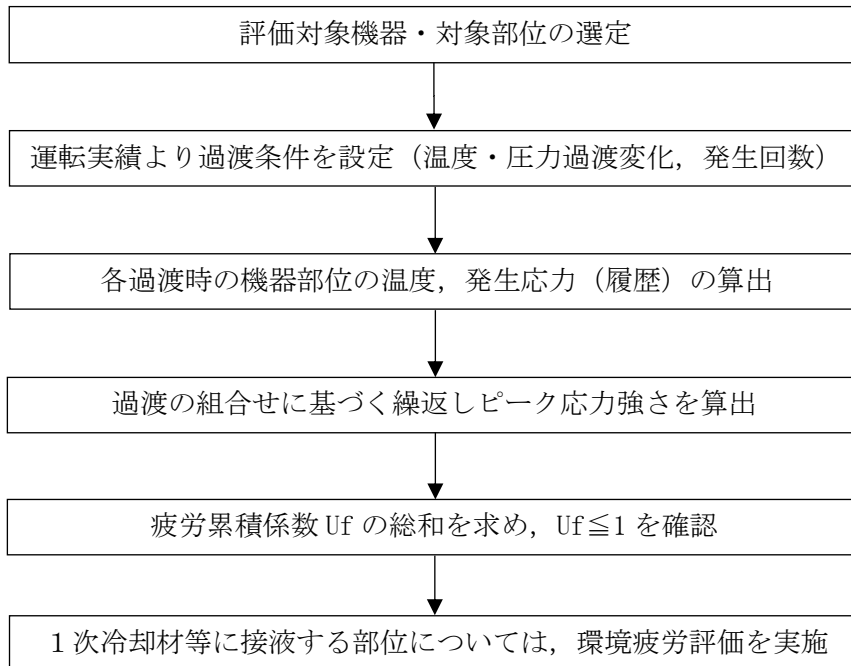 評価対象機器・対象部位の選定
運転実績より過渡条件を設定（温度・圧力過渡変化，発生回数）
各過渡時の機器部位の温度，発生応力（履歴）の算出
過渡の組合せに基づく繰返しピーク応力強さを算出
疲労累積係数 Uf の総和を求め，Uf≦1 を確認
１次冷却材等に接液する部位については，環境疲労評価を実施